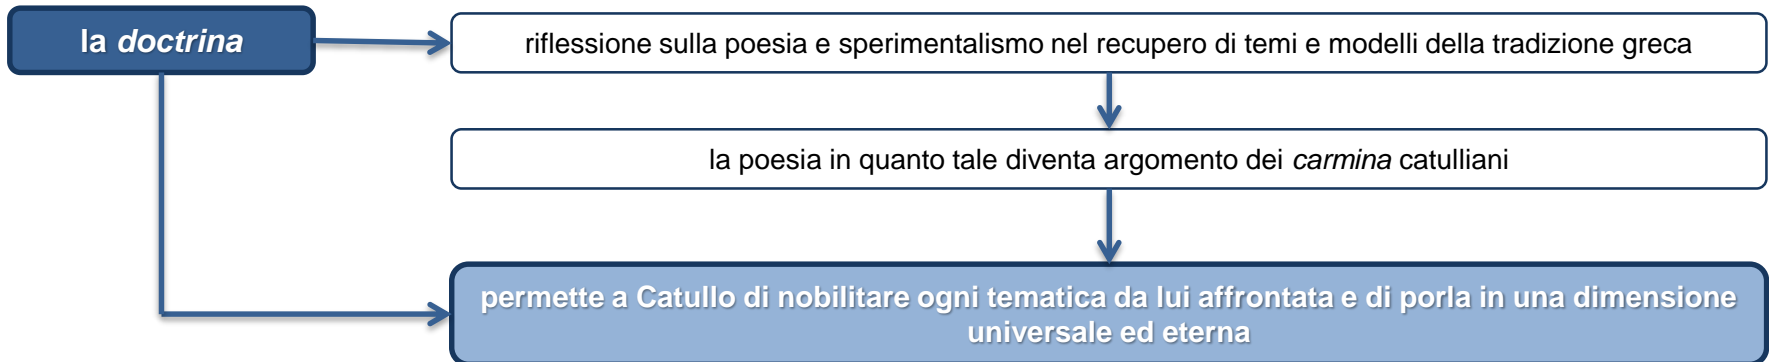 la doctrina
riflessione sulla poesia e sperimentalismo nel recupero di temi e modelli della tradizione greca
la poesia in quanto tale diventa argomento dei carmina catulliani
permette a Catullo di nobilitare ogni tematica da lui affrontata e di porla in una dimensione
universale ed eterna